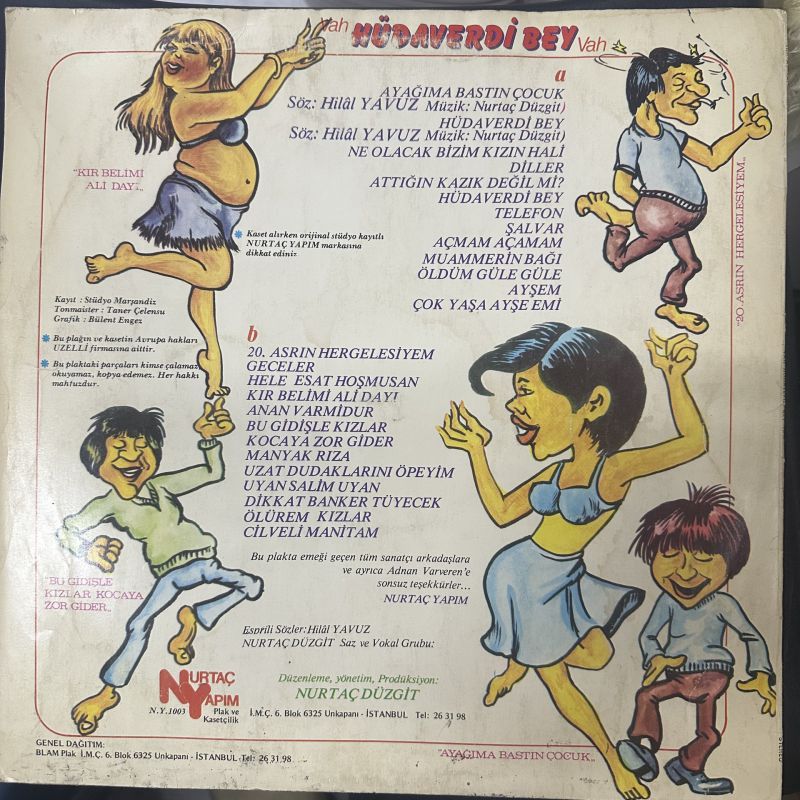 Vah HÜDAVERDİ BEY Vah
a
AYAĞIMA BASTIN ÇOCUK
Söz: Hilâl YAVUZ Müzik: Nurtaç Düzgit)
HÜDAVERDİ BEY
Söz: Hilâl YAVUZ Müzik: Nurtaç Düzgit)
NE OLACAK BİZİM KIZIN HALİ
DİLLER
ATTIĞIN KAZIK DEĞİL Mİ?
HÜDAVERDİ BEY
TELEFON
ŞALVAR
AÇMAM AÇAMAM
MUAMMERİN BAĞI
ÖLDÜM GÜLE GÜLE
AYŞEM
ÇOK YAŞA AYŞE EMİ
"KIR BELİMİ
ALİ DAYI„
Kaset alırken orijinal stüdyo kayıtlı
NURTAÇ YAPIM markasına
dikkat ediniz
"20 ASRIN HERGELESİYEM„
Kayıt : Stüdyo Marşandiz
Tonmaister : Taner Çelensu
Grafik : Bülent Engez
Bu plağın ve kasetin Avrupa hakları
UZELLİ firmasına aittir.
Bu plaktaki parçaları kimse çalamaz,
okuyamaz, kopya edemez. Her hakkı
mahfuzdur.
b
20. ASRIN HERGELESİYEM
GECELER
HELE ESAT HOŞMUSAN
KIR BELİMİ ALİ DAYI
ANAN VARMIDUR
BU GİDİŞLE KIZLAR
KOCAYA ZOR GİDER
MANYAK RIZA
UZAT DUDAKLARINI ÖPEYİM
UYAN SALİM UYAN
DİKKAT BANKER TÜYECEK
ÖLÜREM KIZLAR
CİLVELİ MANİTAM
Bu plakta emeği geçen tüm sanatçı arkadaşlara
ve ayrıca Adnan Varveren'e
sonsuz teşekkürler...
NURTAÇ YAPIM
"BU GİDİŞLE
KIZLAR KOCAYA
ZOR GİDER„
Esprili Sözler: Hilâl YAVUZ
NURTAÇ DÜZGİT Saz ve Vokal Grubu:
Düzenleme, yönetim, Prodüksiyon:
NURTAÇ DÜZGİT
NURTAÇ
YAPIM
N.Y.1003 Plak ve
Kasetçilik
İ.M.Ç. 6. Blok 6325 Unkapanı - İSTANBUL Tel: 26 31 98
GENEL DAĞITIM:
BLAM Plak İ.M.Ç. 6. Blok 6325 Unkapanı - İSTANBUL Tel: 26 31 98
"AYAĞIMA BASTIN ÇOCUK„